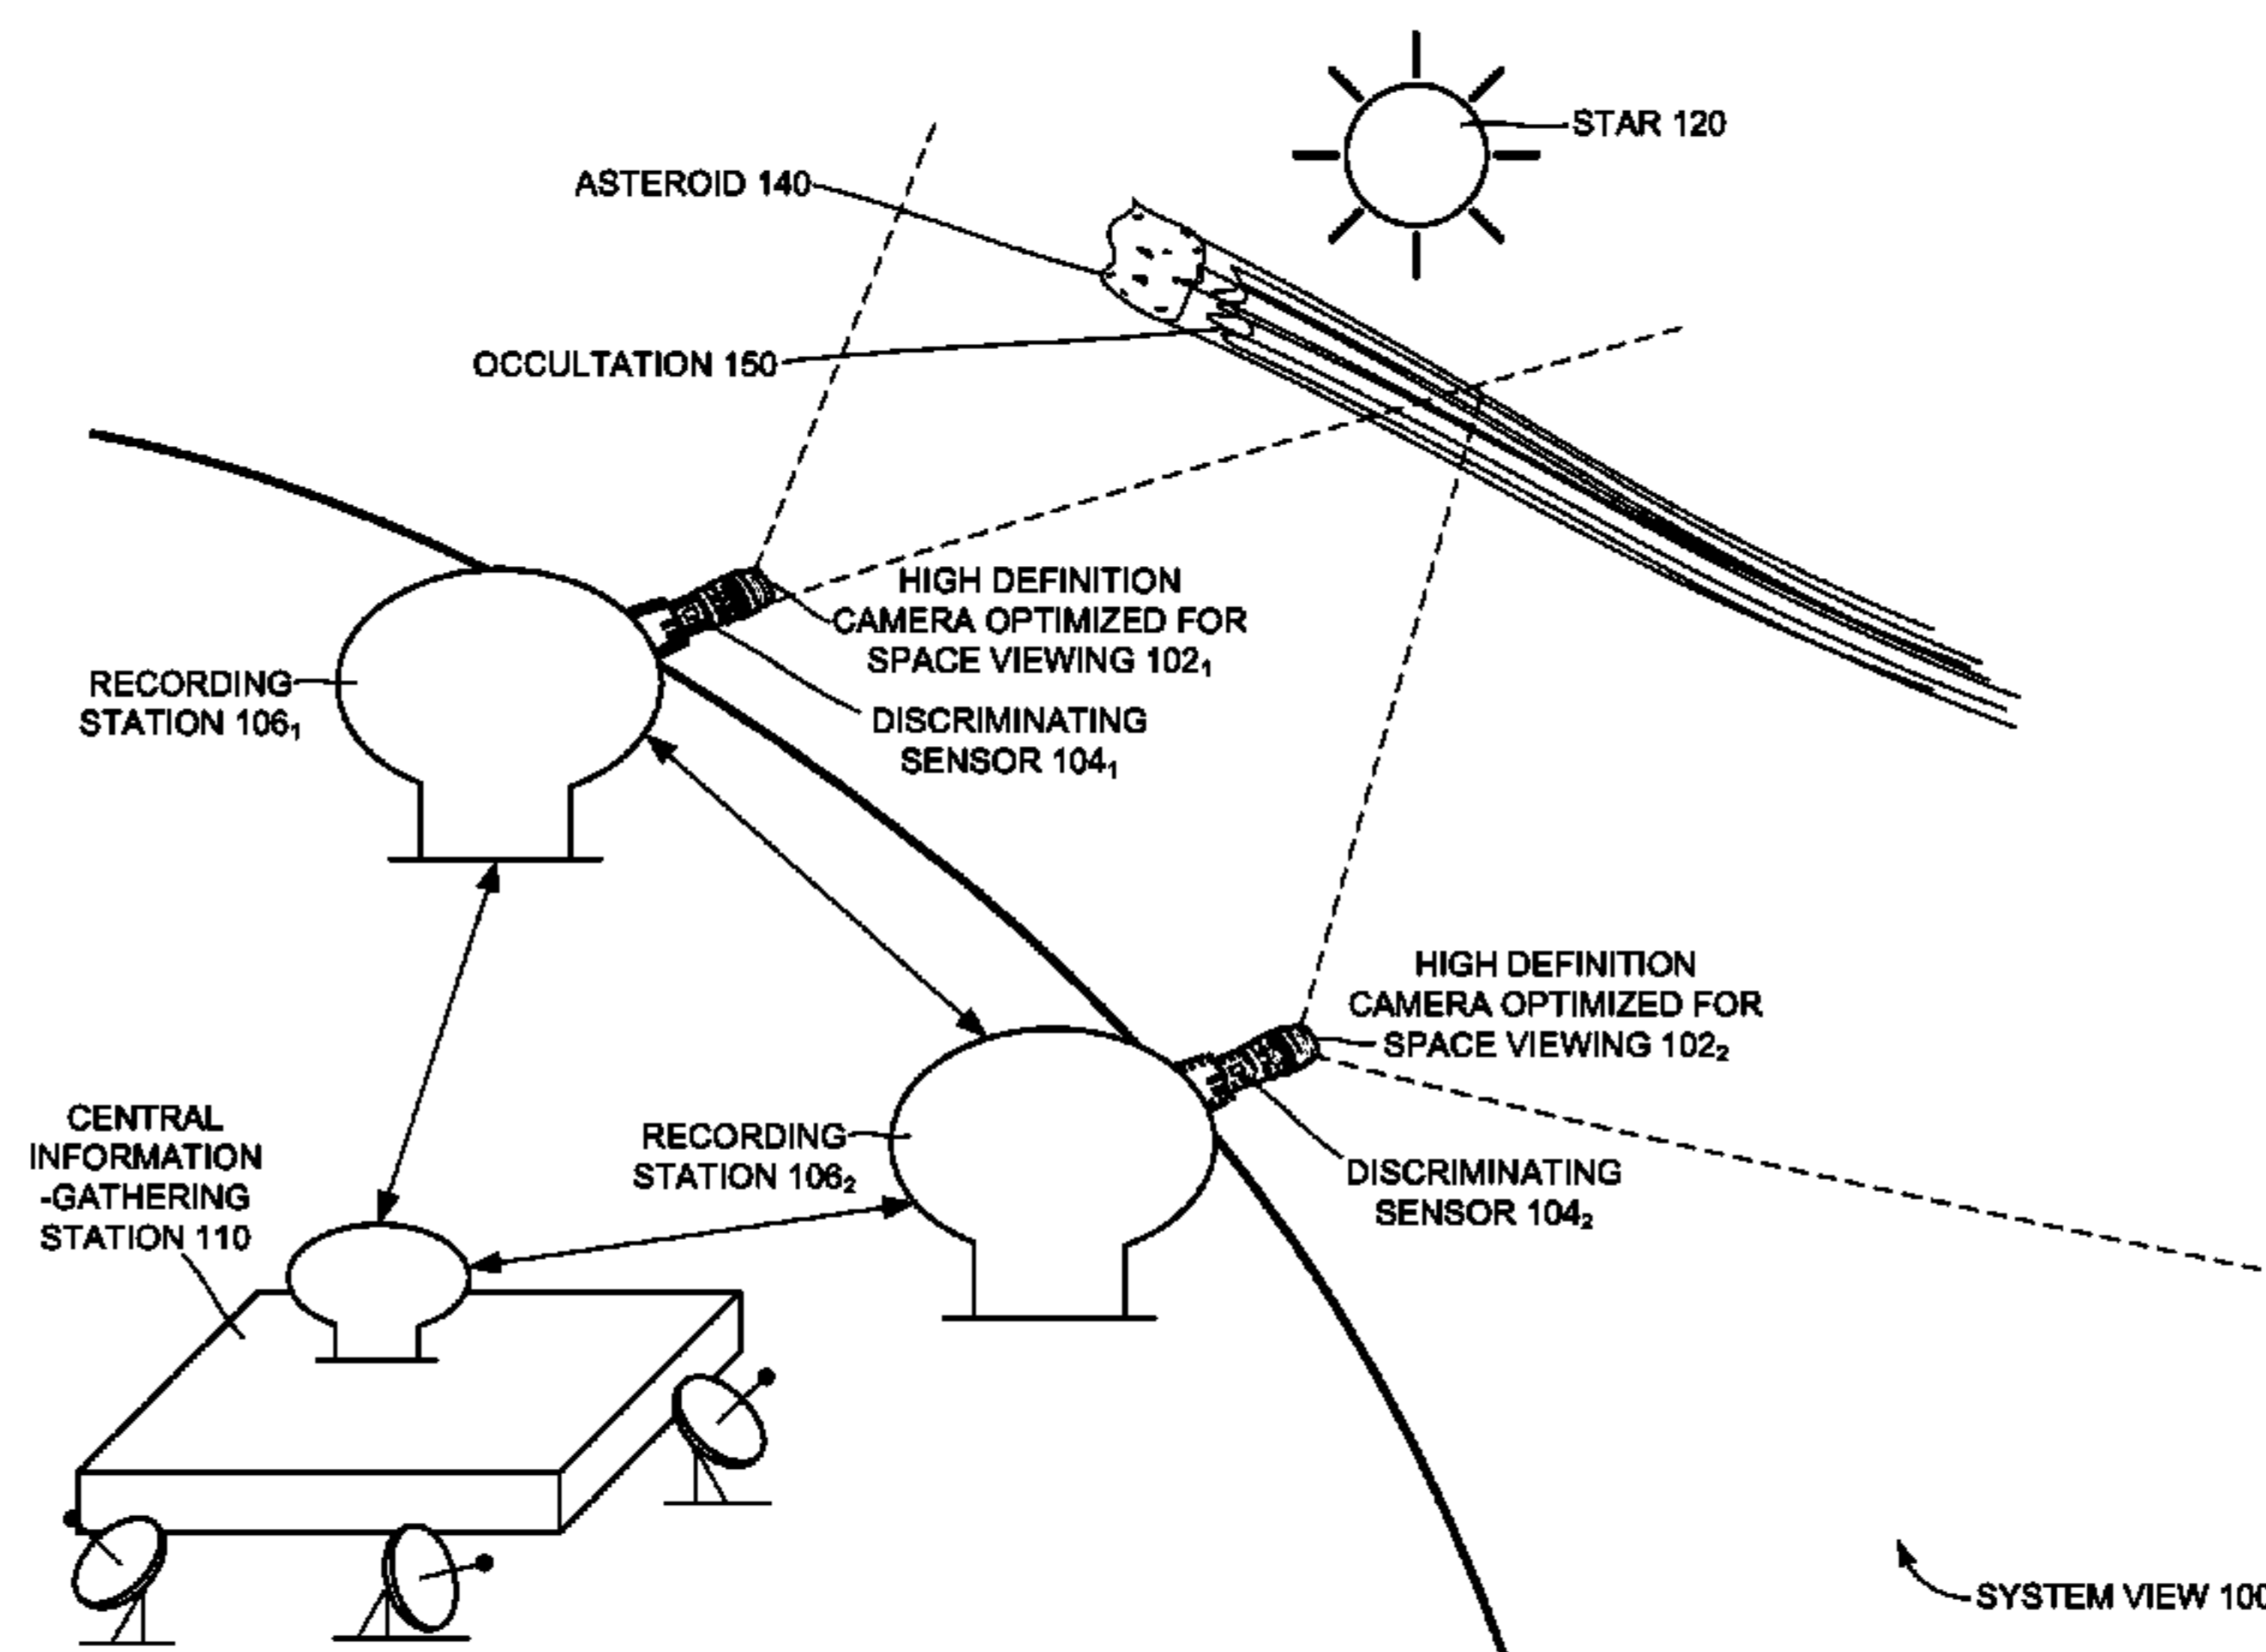 STAR 120
ASTEROID 140
OCCULTATION 150
HIGH DEFINITION
CAMERA OPTIMIZED FOR
SPACE VIEWING 102₁
RECORDING
STATION 106₁
DISCRIMINATING
SENSOR 104₁
HIGH DEFINITION
CAMERA OPTIMIZED FOR
SPACE VIEWING 102₂
CENTRAL
INFORMATION
-GATHERING
STATION 110
RECORDING
STATION 106₂
DISCRIMINATING
SENSOR 104₂
SYSTEM VIEW 100